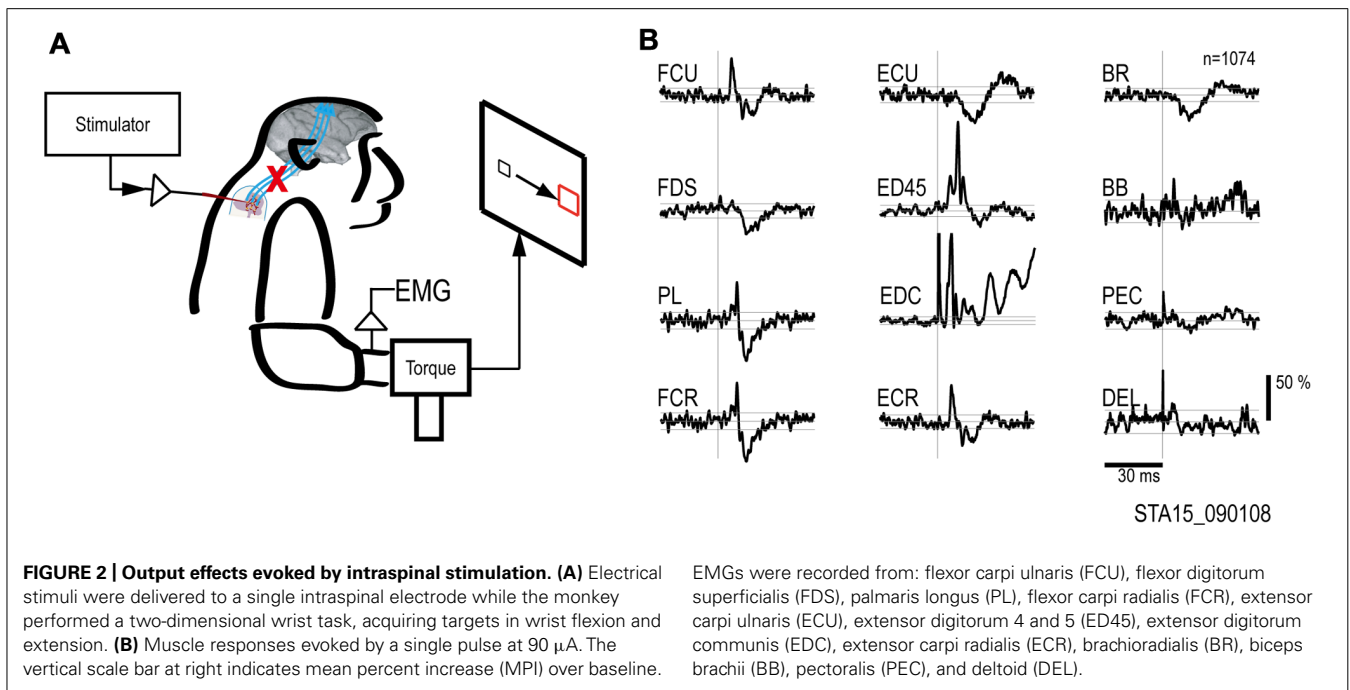 A
Stimulator
X
EMG
Torque
B
FCU
ECU
BR
n=1074
FDS
ED45
BB
PL
EDC
PEC
FCR
ECR
DEL
50 %
30 ms
STA15_090108
FIGURE 2 | Output effects evoked by intraspinal stimulation. (A) Electrical
stimuli were delivered to a single intraspinal electrode while the monkey
performed a two-dimensional wrist task, acquiring targets in wrist flexion and
extension. (B) Muscle responses evoked by a single pulse at 90 μA. The
vertical scale bar at right indicates mean percent increase (MPI) over baseline.
EMGs were recorded from: flexor carpi ulnaris (FCU), flexor digitorum
superficialis (FDS), palmaris longus (PL), flexor carpi radialis (FCR), extensor
carpi ulnaris (ECU), extensor digitorum 4 and 5 (ED45), extensor digitorum
communis (EDC), extensor carpi radialis (ECR), brachioradialis (BR), biceps
brachii (BB), pectoralis (PEC), and deltoid (DEL).